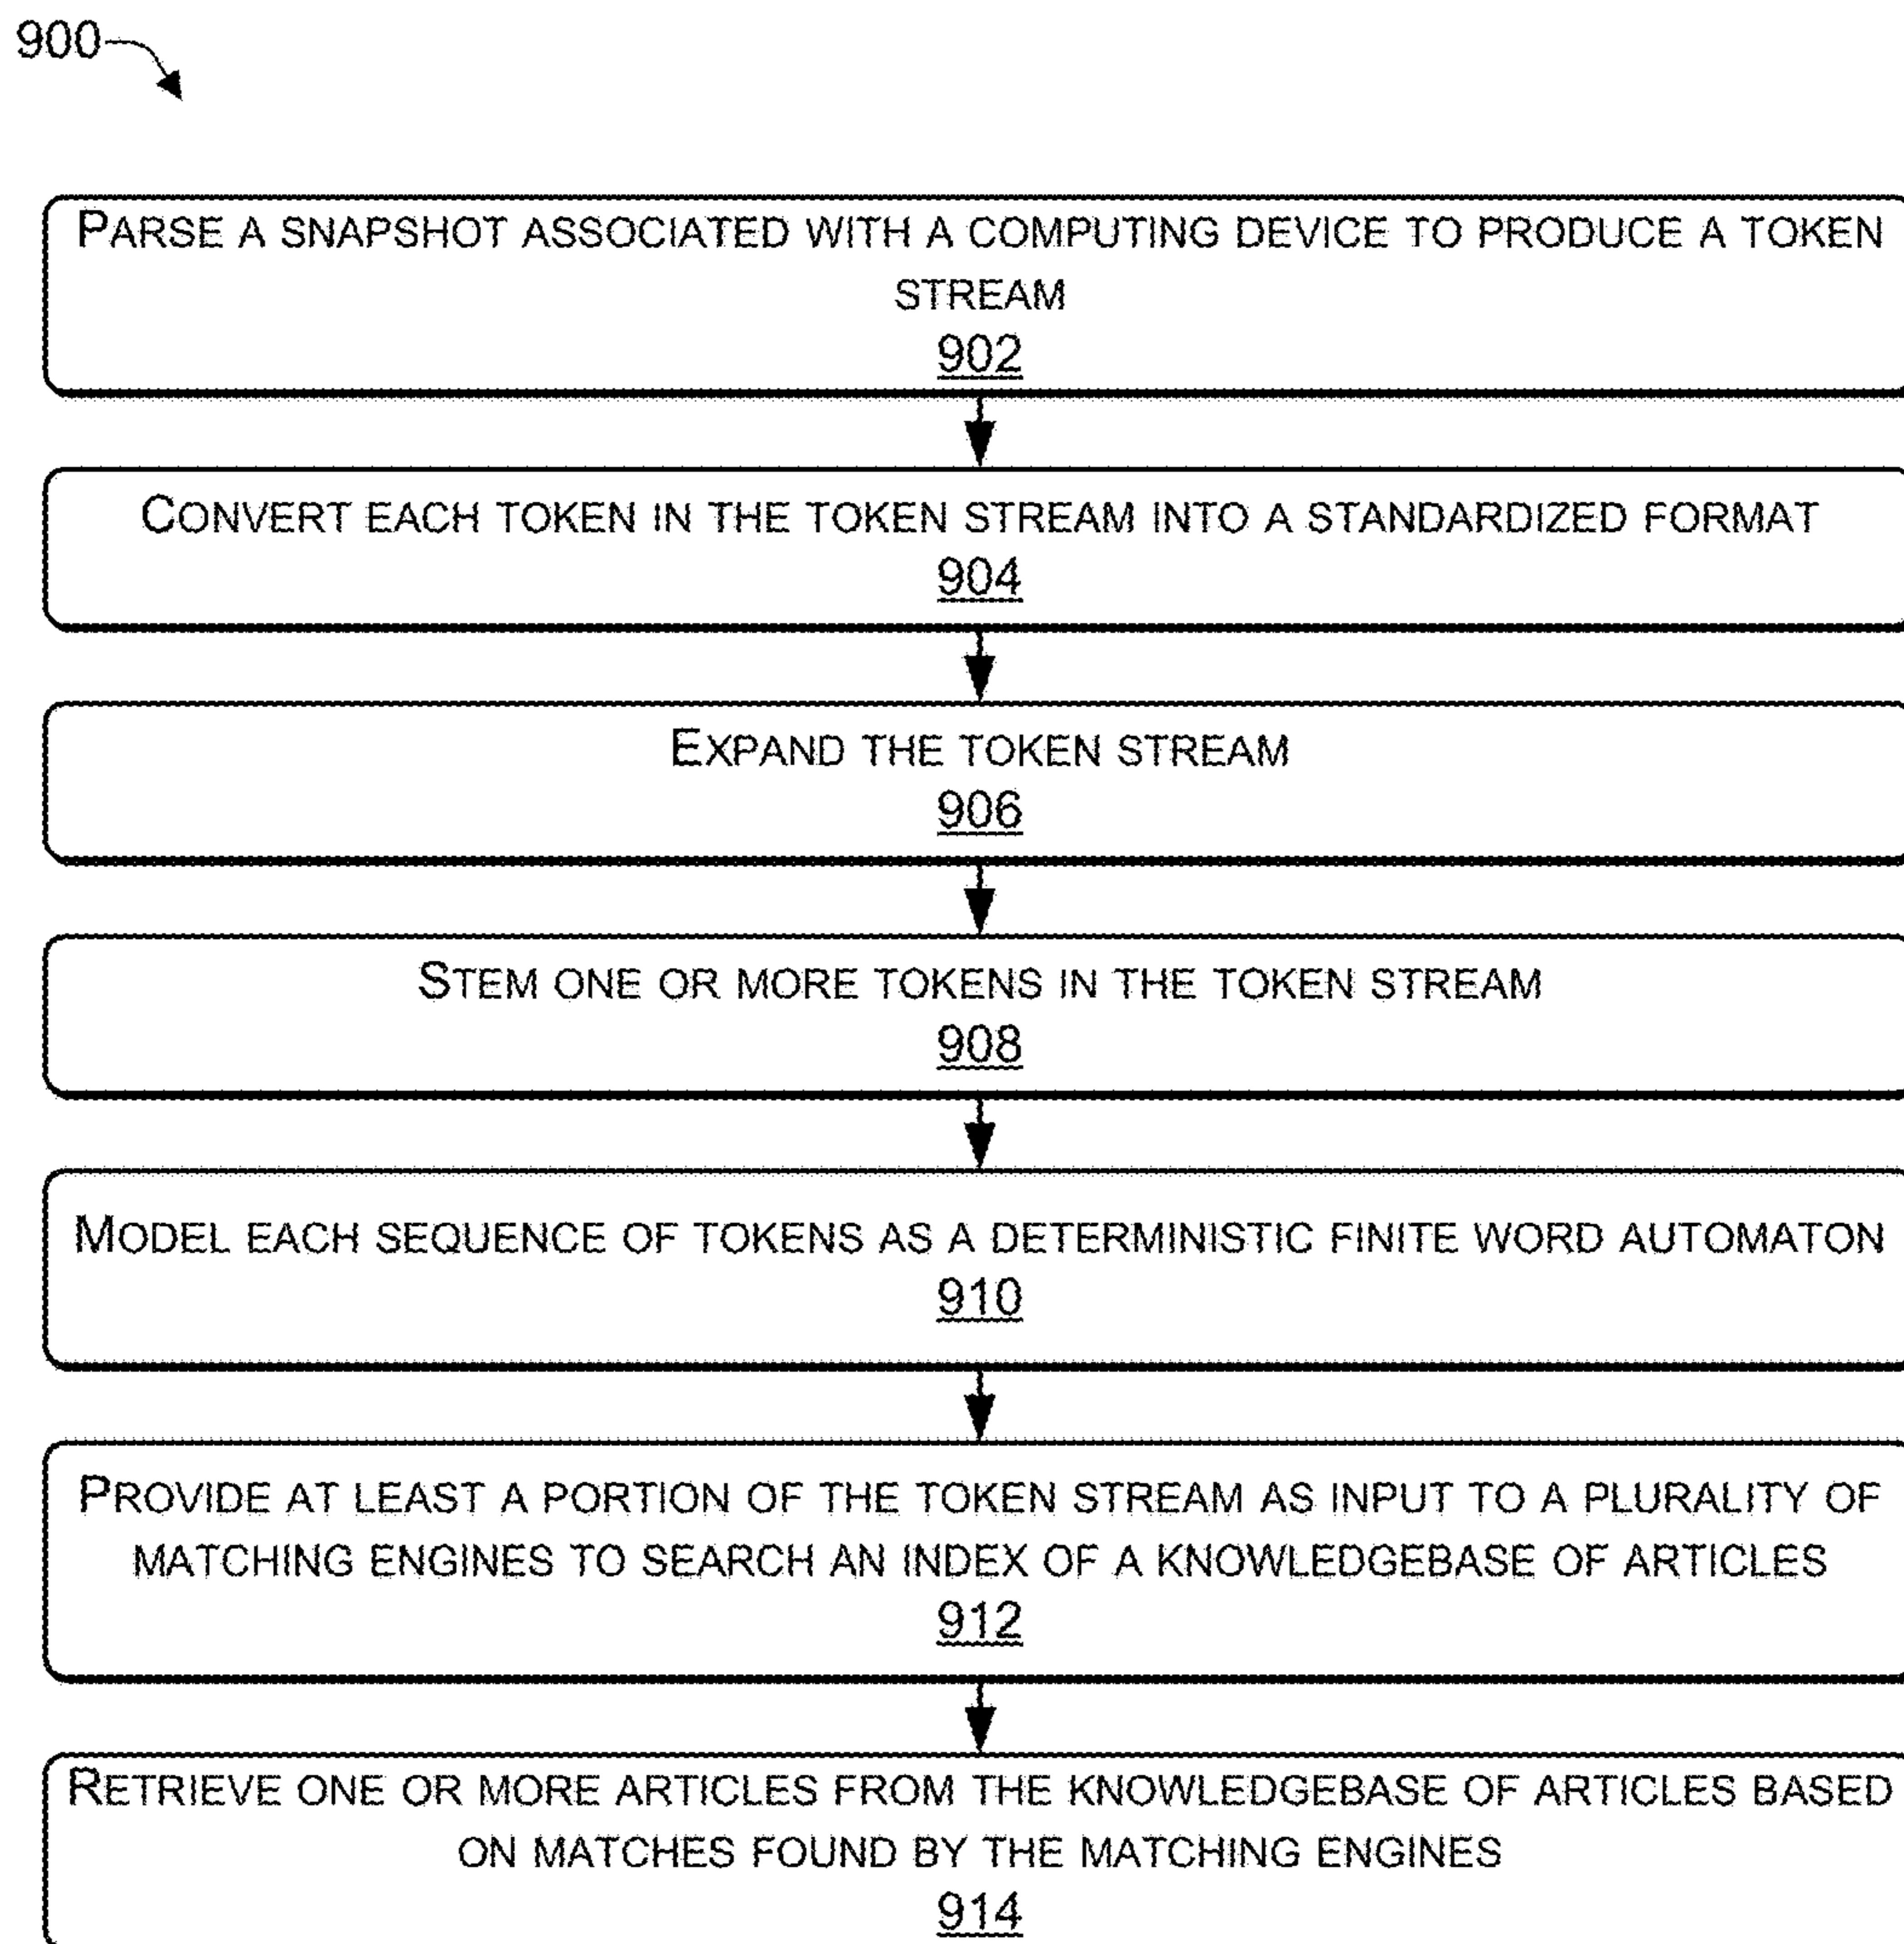 900
PARSE A SNAPSHOT ASSOCIATED WITH A COMPUTING DEVICE TO PRODUCE A TOKEN
STREAM
902
CONVERT EACH TOKEN IN THE TOKEN STREAM INTO A STANDARDIZED FORMAT
904
EXPAND THE TOKEN STREAM
906
STEM ONE OR MORE TOKENS IN THE TOKEN STREAM
908
MODEL EACH SEQUENCE OF TOKENS AS A DETERMINISTIC FINITE WORD AUTOMATON
910
PROVIDE AT LEAST A PORTION OF THE TOKEN STREAM AS INPUT TO A PLURALITY OF
MATCHING ENGINES TO SEARCH AN INDEX OF A KNOWLEDGEBASE OF ARTICLES
912
RETRIEVE ONE OR MORE ARTICLES FROM THE KNOWLEDGEBASE OF ARTICLES BASED
ON MATCHES FOUND BY THE MATCHING ENGINES
914